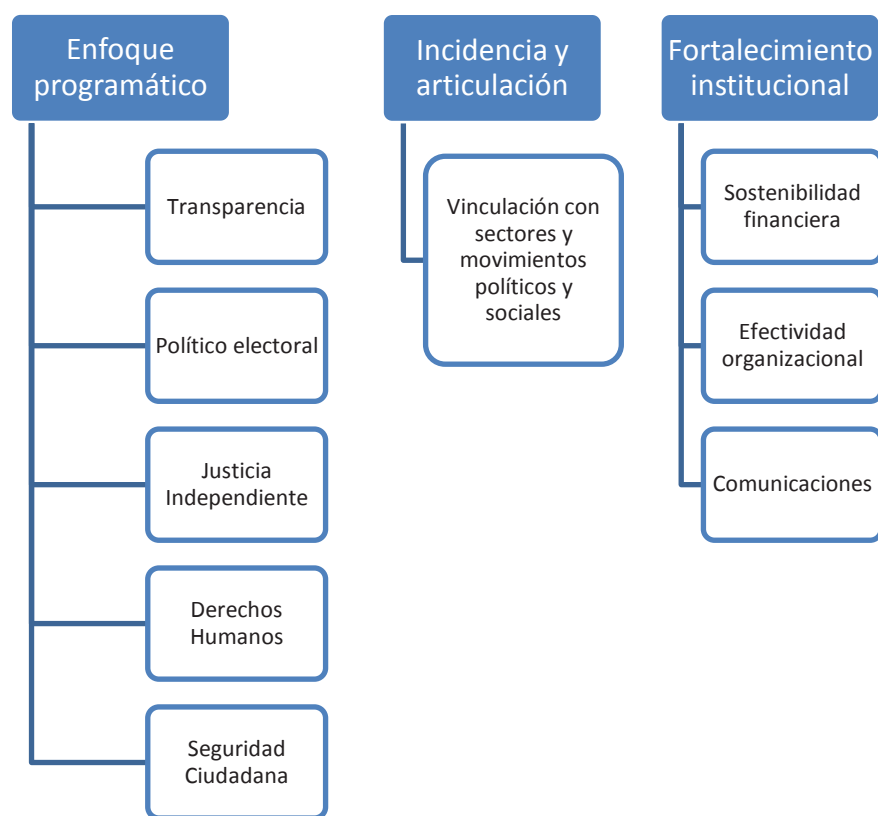 Enfoque
programático
Transparencia
Político electoral
Justicia
Independiente
Derechos
Humanos
Seguridad
Ciudadana
Incidencia y
articulación
Vinculación con
sectores y
movimientos
políticos y
sociales
Fortalecimiento
institucional
Sostenibilidad
financiera
Efectividad
organizacional
Comunicaciones